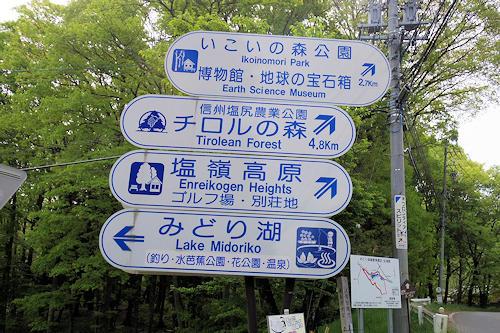 いこいの森公園
Ikoinomori Park
博物館・地球の宝石箱
Earth Science Museum
2.7Km
信州塩尻農業公園
チロルの森
Tirolean Forest
4.8Km
塩嶺高原
Enreikogen Heights
ゴルフ場・別荘地
みどり湖
Lake Midoriko
(釣り・水芭蕉公園・花公園・温泉)